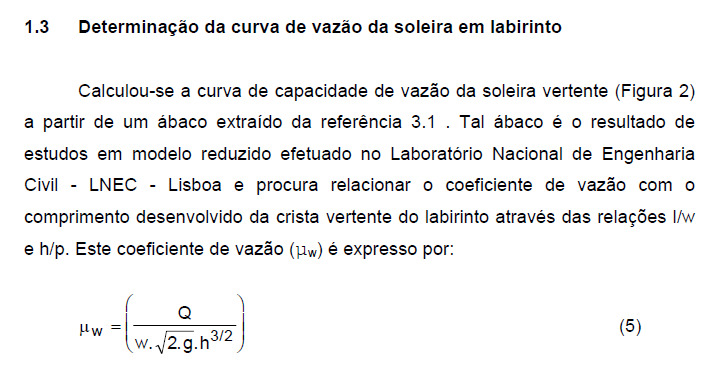 1.3 Determinação da curva de vazão da soleira em labirinto
Calculou-se a curva de capacidade de vazão da soleira vertente (Figura 2)
a partir de um ábaco extraído da referência 3.1 . Tal ábaco é o resultado de
estudos em modelo reduzido efetuado no Laboratório Nacional de Engenharia
Civil - LNEC - Lisboa e procura relacionar o coeficiente de vazão com o
comprimento desenvolvido da crista vertente do labirinto através das relações l/w
e h/p. Este coeficiente de vazão (μw) é expresso por:
μw = (Q / w.√2.g.h^3/2) (5)